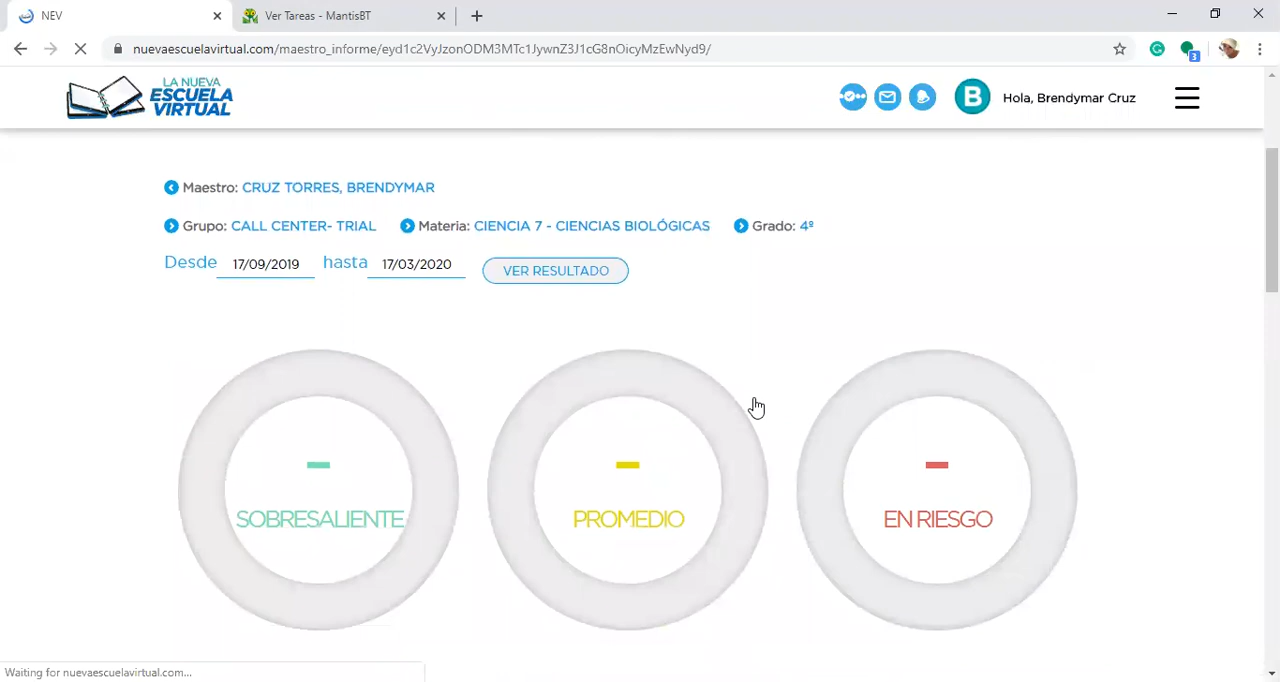 NEV
Ver Tareas - MantisBT
nuevaescuelavirtual.com/maestro_informe/eyd1c2VyJzonODM3MTc1JywnZ3J1cG8nOicyMzEwNyd9/
3
LA NUEVA
ESCUELA
VIRTUAL
B
Hola, Brendymar Cruz
Maestro: CRUZ TORRES, BRENDYMAR
Grupo: CALL CENTER- TRIAL Materia: CIENCIA 7 - CIENCIAS BIOLÓGICAS Grado: 4º
Desde 17/09/2019 hasta 17/03/2020 VER RESULTADO
- - -
SOBRESALIENTE PROMEDIO EN RIESGO
Waiting for nuevaescuelavirtual.com...